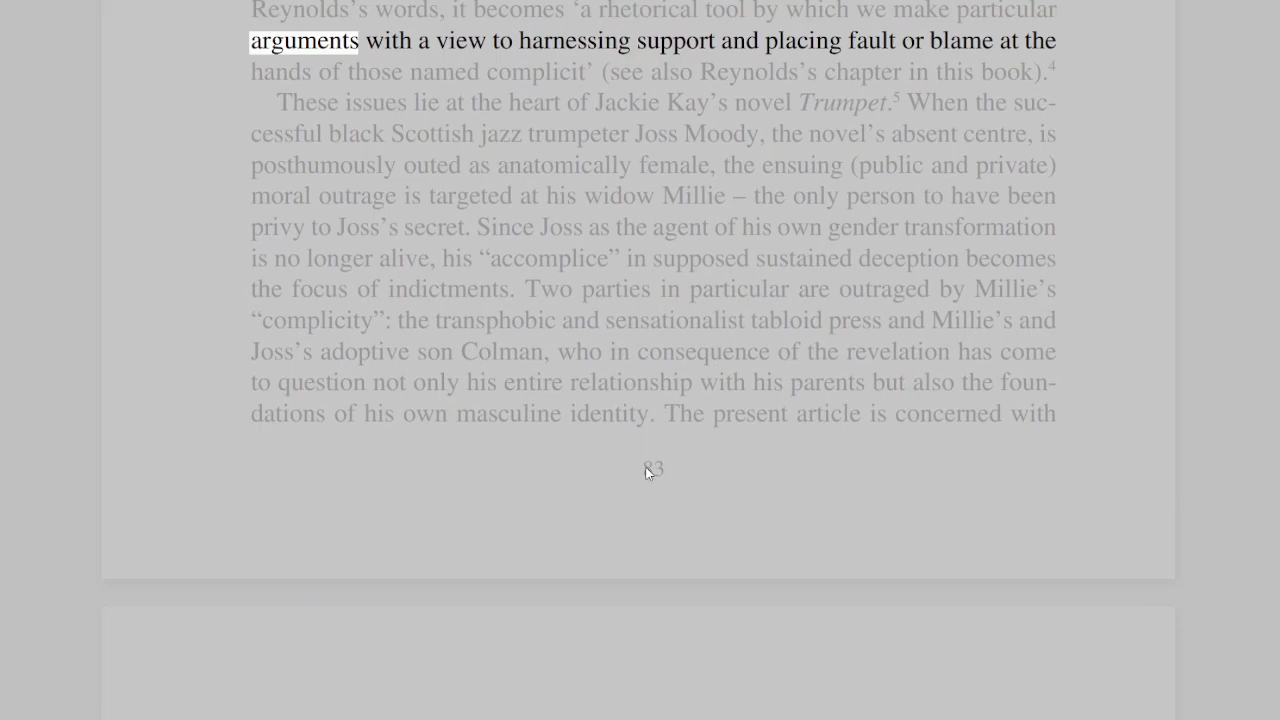 Reynolds’s words, it becomes ‘a rhetorical tool by which we make particular
arguments with a view to harnessing support and placing fault or blame at the
hands of those named complicit’ (see also Reynolds’s chapter in this book).⁴
These issues lie at the heart of Jackie Kay’s novel Trumpet.⁵ When the suc-
cessful black Scottish jazz trumpeter Joss Moody, the novel’s absent centre, is
posthumously outed as anatomically female, the ensuing (public and private)
moral outrage is targeted at his widow Millie – the only person to have been
privy to Joss’s secret. Since Joss as the agent of his own gender transformation
is no longer alive, his “accomplice” in supposed sustained deception becomes
the focus of indictments. Two parties in particular are outraged by Millie’s
“complicity”: the transphobic and sensationalist tabloid press and Millie’s and
Joss’s adoptive son Colman, who in consequence of the revelation has come
to question not only his entire relationship with his parents but also the foun-
dations of his own masculine identity. The present article is concerned with
83